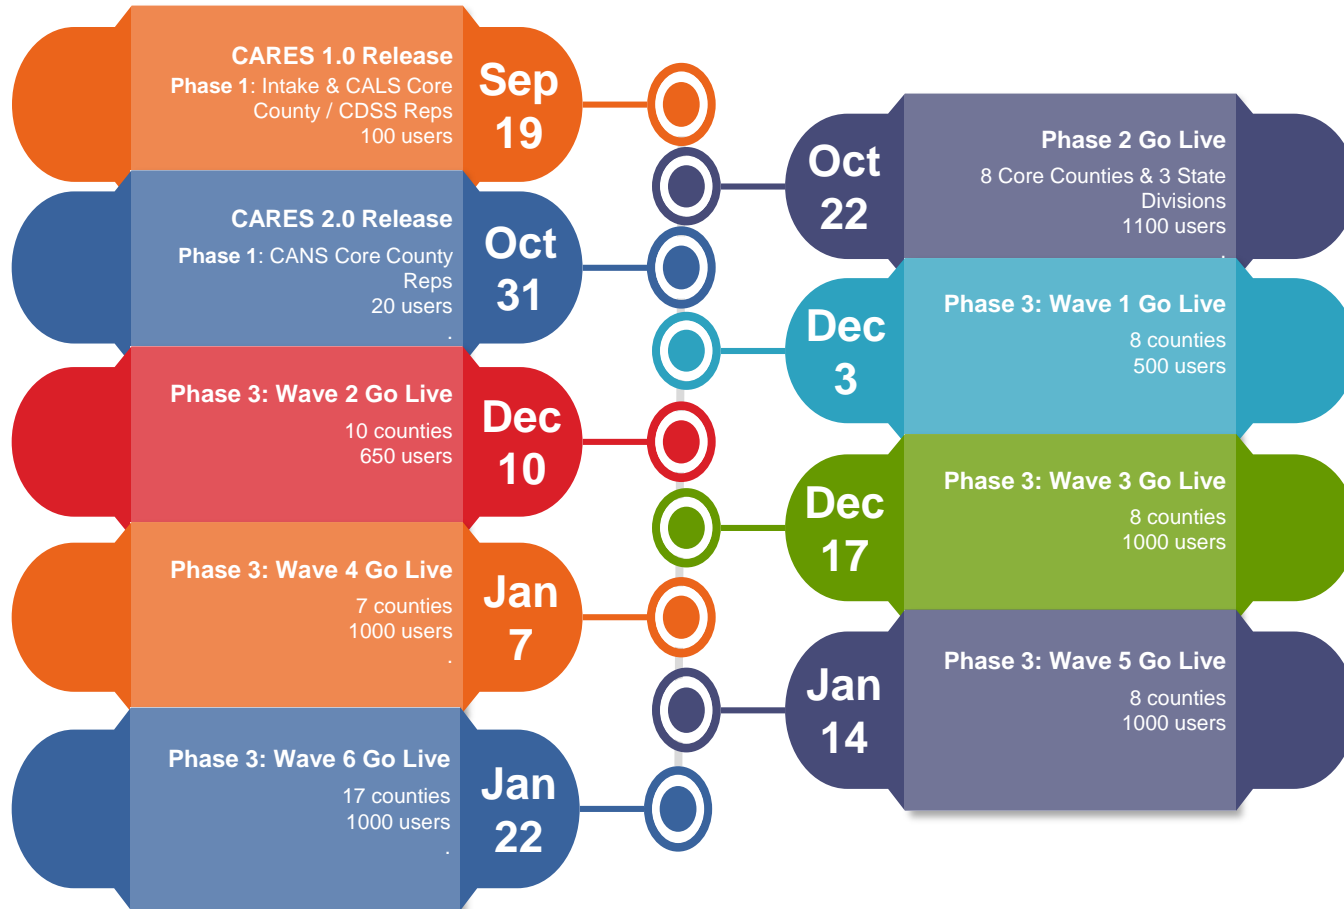 CARES 1.0 Release
Phase 1: Intake & CALS Core
County / CDSS Reps
100 users
Sep
19
Phase 2 Go Live
8 Core Counties & 3 State
Divisions
1100 users
.
Oct
22
CARES 2.0 Release
Phase 1: CANS Core County
Reps
20 users
.
Oct
31
Phase 3: Wave 1 Go Live
8 counties
500 users
Dec
3
Phase 3: Wave 2 Go Live
10 counties
650 users
Dec
10
Phase 3: Wave 3 Go Live
8 counties
1000 users
Dec
17
Phase 3: Wave 4 Go Live
7 counties
1000 users
.
Jan
7
Phase 3: Wave 5 Go Live
8 counties
1000 users
Jan
14
Phase 3: Wave 6 Go Live
17 counties
1000 users
.
Jan
22